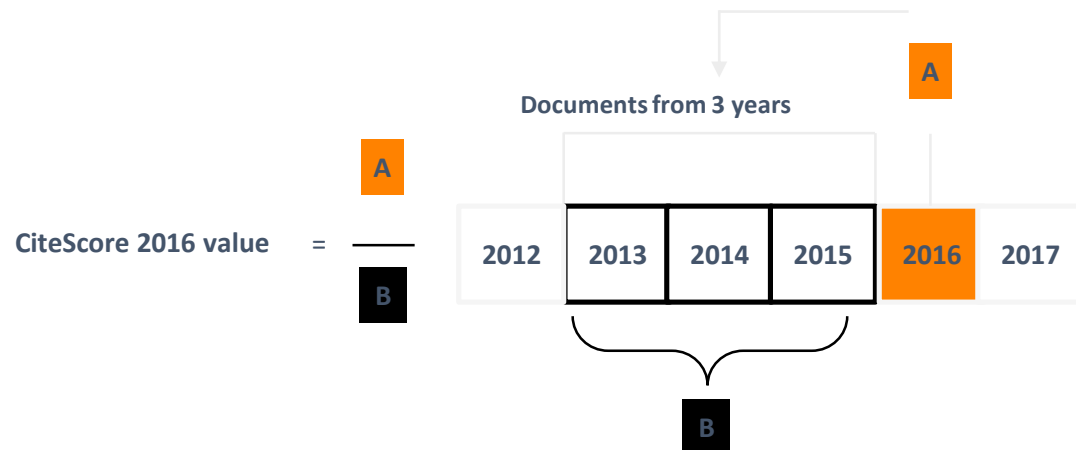 A
Documents from 3 years
A
CiteScore 2016 value =
B
2012 2013 2014 2015 2016 2017
B